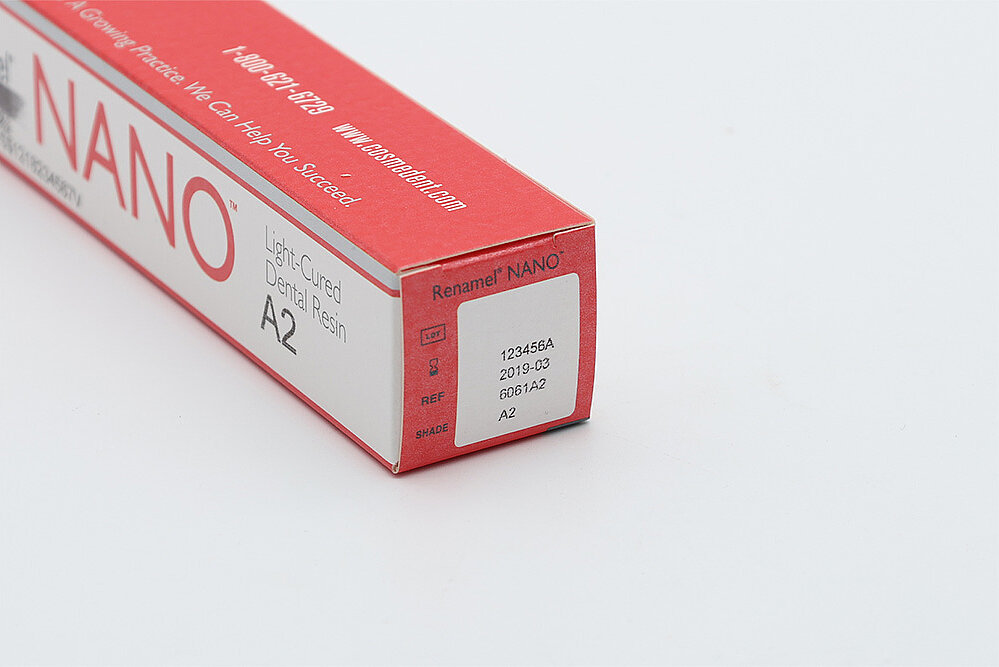 A Growing Practice. We Can Help You Succeed.
1-800-621-6729 www.cosmedent.com
NANO™
Light-Cured
Dental Resin
A2
Renamel® NANO™
LOT 123456A
2019-03
REF 6061A2
SHADE A2